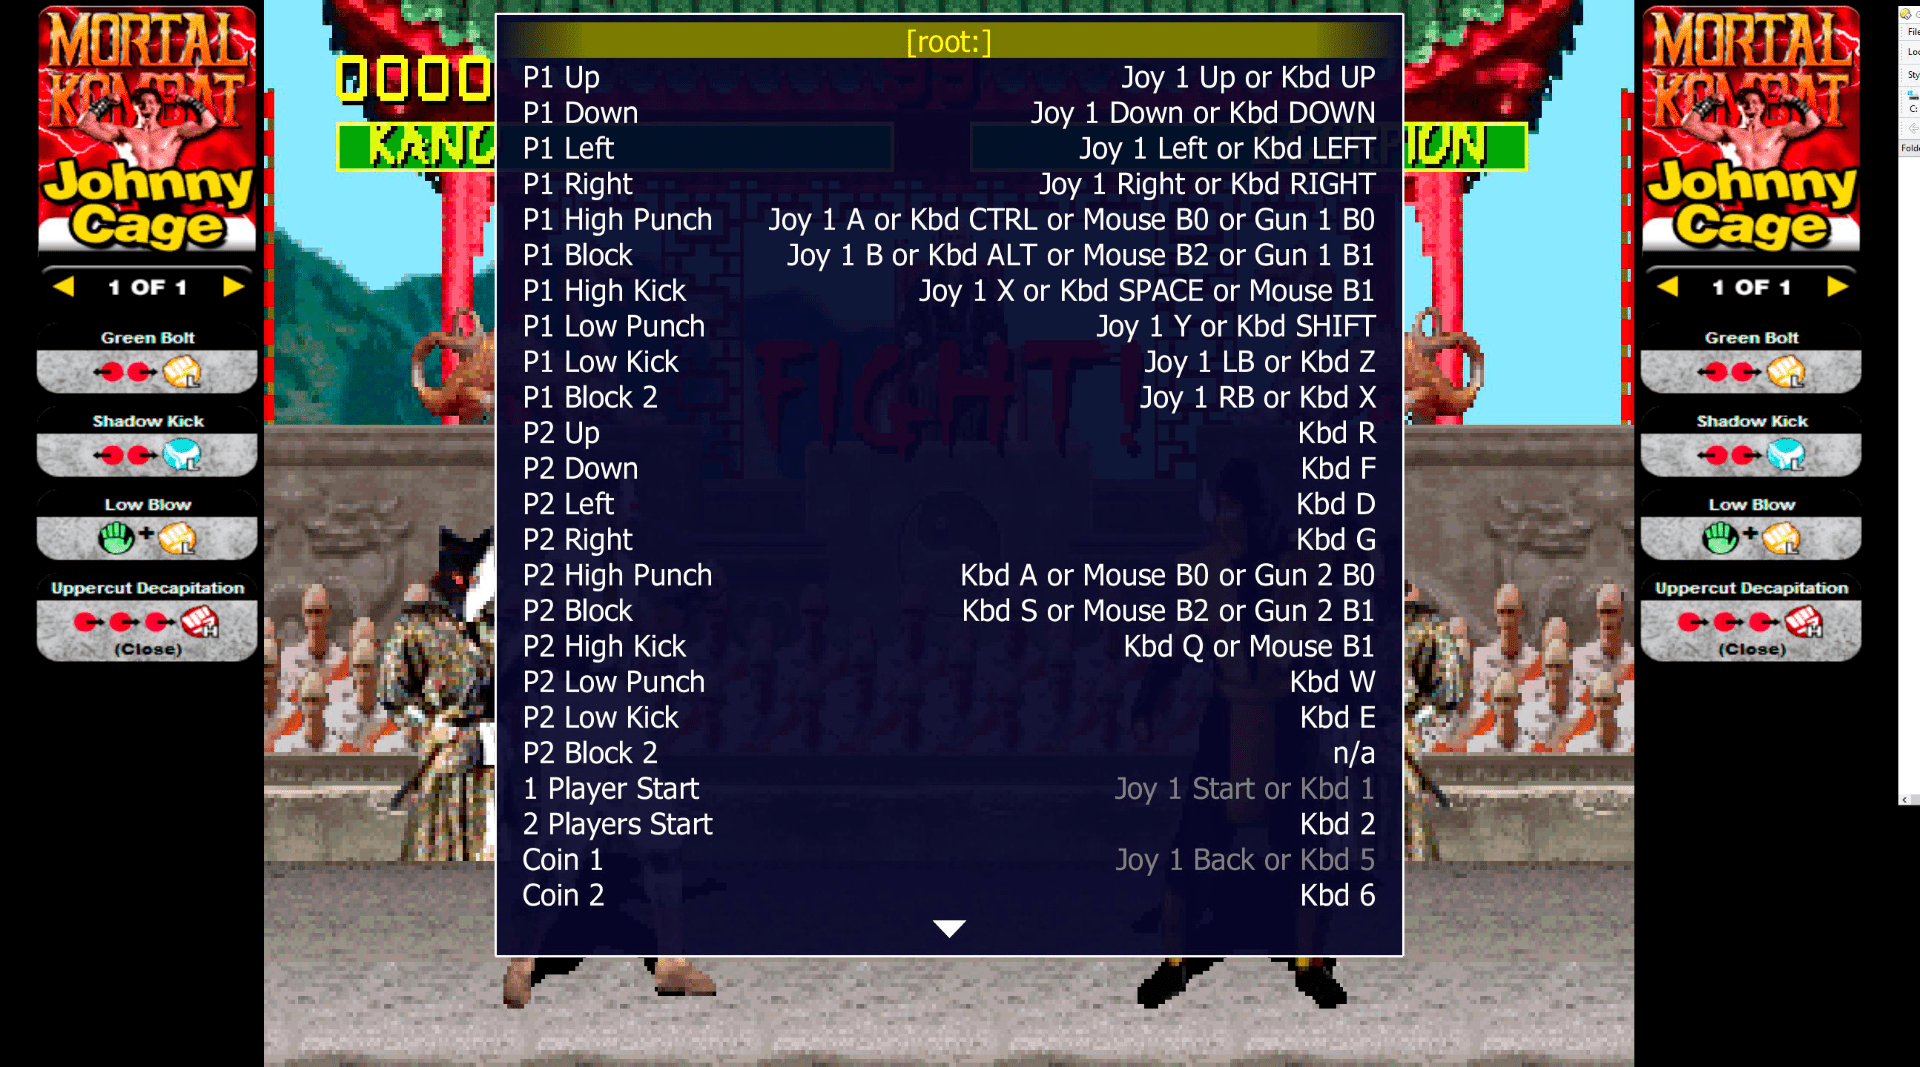 MORTAL
KOMBAT
Johnny
Cage
1 OF 1
Green Bolt
L
Shadow Kick
L
Low Blow
+ L
Uppercut Decapitation
H
(Close)
0000
KANO
[root:]
P1 Up Joy 1 Up or Kbd UP
P1 Down Joy 1 Down or Kbd DOWN
P1 Left Joy 1 Left or Kbd LEFT
P1 Right Joy 1 Right or Kbd RIGHT
P1 High Punch Joy 1 A or Kbd CTRL or Mouse B0 or Gun 1 B0
P1 Block Joy 1 B or Kbd ALT or Mouse B2 or Gun 1 B1
P1 High Kick Joy 1 X or Kbd SPACE or Mouse B1
P1 Low Punch Joy 1 Y or Kbd SHIFT
P1 Low Kick Joy 1 LB or Kbd Z
P1 Block 2 Joy 1 RB or Kbd X
P2 Up Kbd R
P2 Down Kbd F
P2 Left Kbd D
P2 Right Kbd G
P2 High Punch Kbd A or Mouse B0 or Gun 2 B0
P2 Block Kbd S or Mouse B2 or Gun 2 B1
P2 High Kick Kbd Q or Mouse B1
P2 Low Punch Kbd W
P2 Low Kick Kbd E
P2 Block 2 n/a
1 Player Start Joy 1 Start or Kbd 1
2 Players Start Kbd 2
Coin 1 Joy 1 Back or Kbd 5
Coin 2 Kbd 6
99
FIGHT!
MORTAL
KOMBAT
Johnny
Cage
1 OF 1
Green Bolt
L
Shadow Kick
L
Low Blow
+ L
Uppercut Decapitation
H
(Close)
File
C: